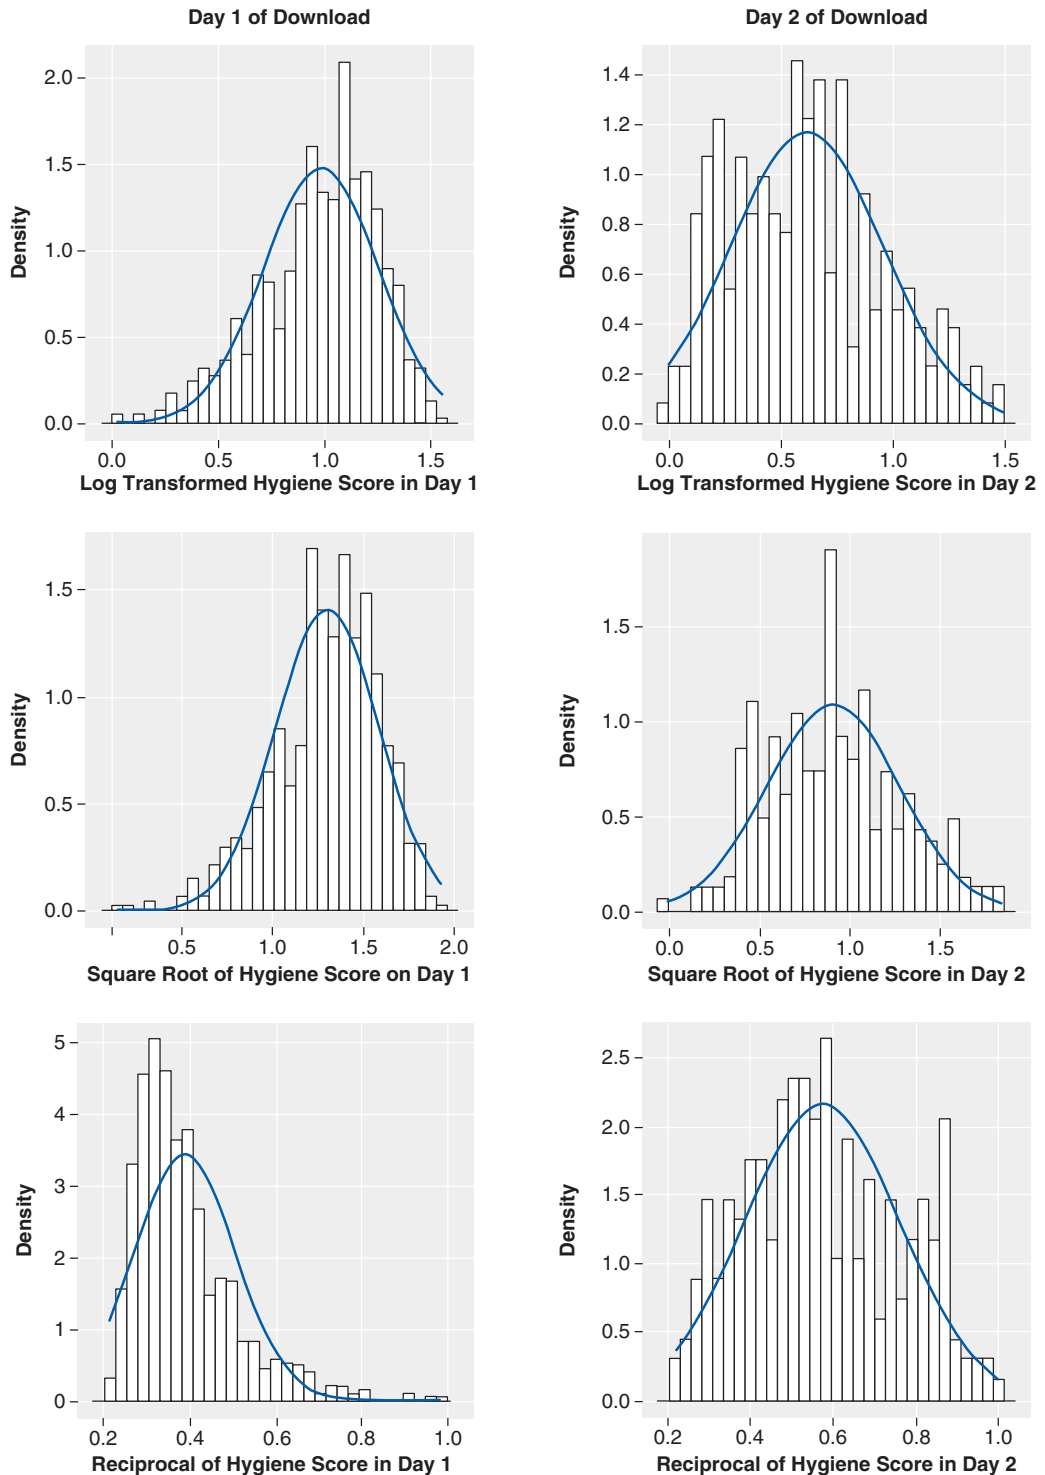 Day 1 of Download
Day 2 of Download
2.0
1.5
1.0
0.5
0.0
Density
0.0 0.5 1.0 1.5
Log Transformed Hygiene Score in Day 1
1.4
1.2
1.0
0.8
0.6
0.4
0.2
0.0
Density
0.0 0.5 1.0 1.5
Log Transformed Hygiene Score in Day 2
1.5
1.0
0.5
0.0
Density
0.5 1.0 1.5 2.0
Square Root of Hygiene Score on Day 1
1.5
1.0
0.5
0.0
Density
0.0 0.5 1.0 1.5
Square Root of Hygiene Score in Day 2
5
4
3
2
1
0
Density
0.2 0.4 0.6 0.8 1.0
Reciprocal of Hygiene Score in Day 1
2.5
2.0
1.5
1.0
0.5
0.0
Density
0.2 0.4 0.6 0.8 1.0
Reciprocal of Hygiene Score in Day 2